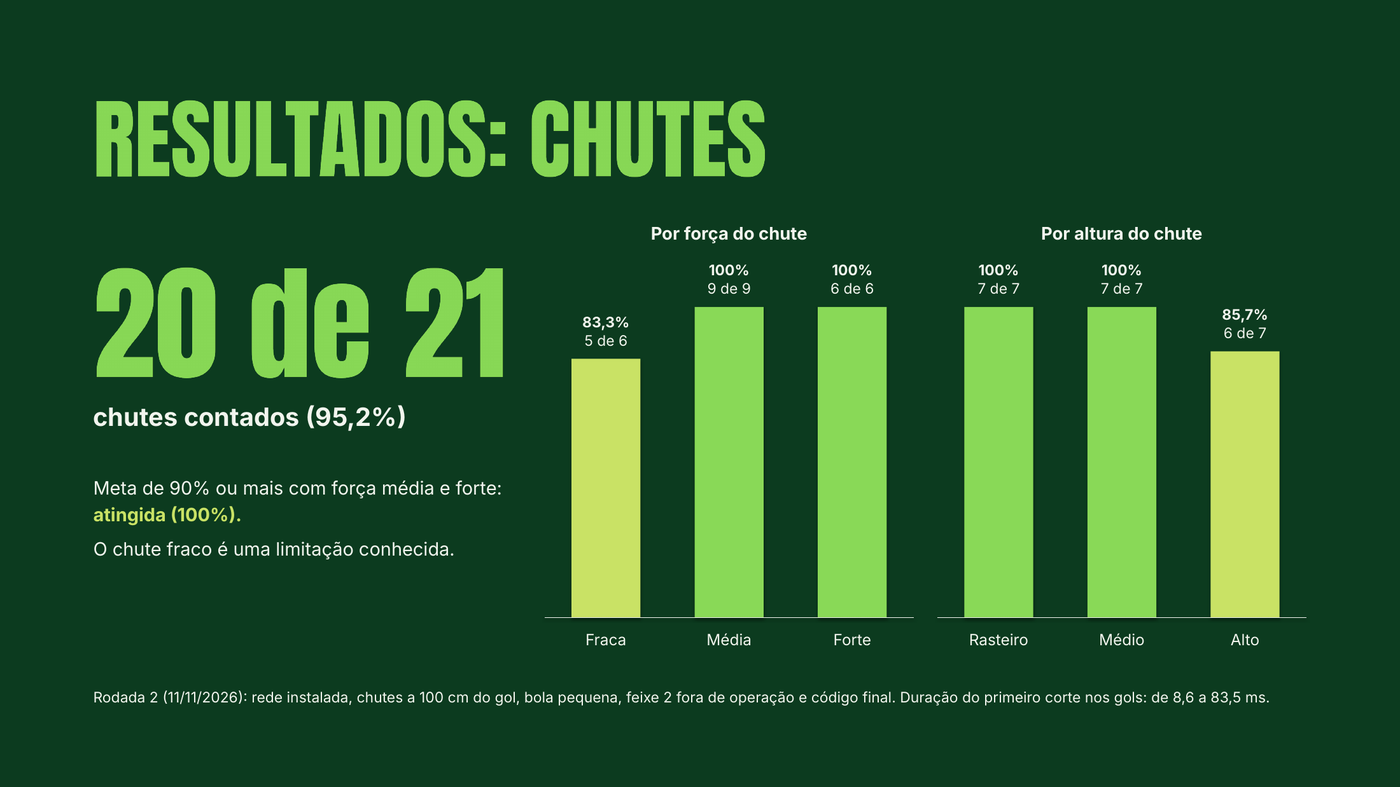 RESULTADOS: CHUTES
20 de 21
chutes contados (95,2%)
Meta de 90% ou mais com força média e forte:
atingida (100%).
O chute fraco é uma limitação conhecida.
Por força do chute
83,3%
5 de 6
100%
9 de 9
100%
6 de 6
Fraca
Média
Forte
Por altura do chute
100%
7 de 7
100%
7 de 7
85,7%
6 de 7
Rasteiro
Médio
Alto
Rodada 2 (11/11/2026): rede instalada, chutes a 100 cm do gol, bola pequena, feixe 2 fora de operação e código final. Duração do primeiro corte nos gols: de 8,6 a 83,5 ms.